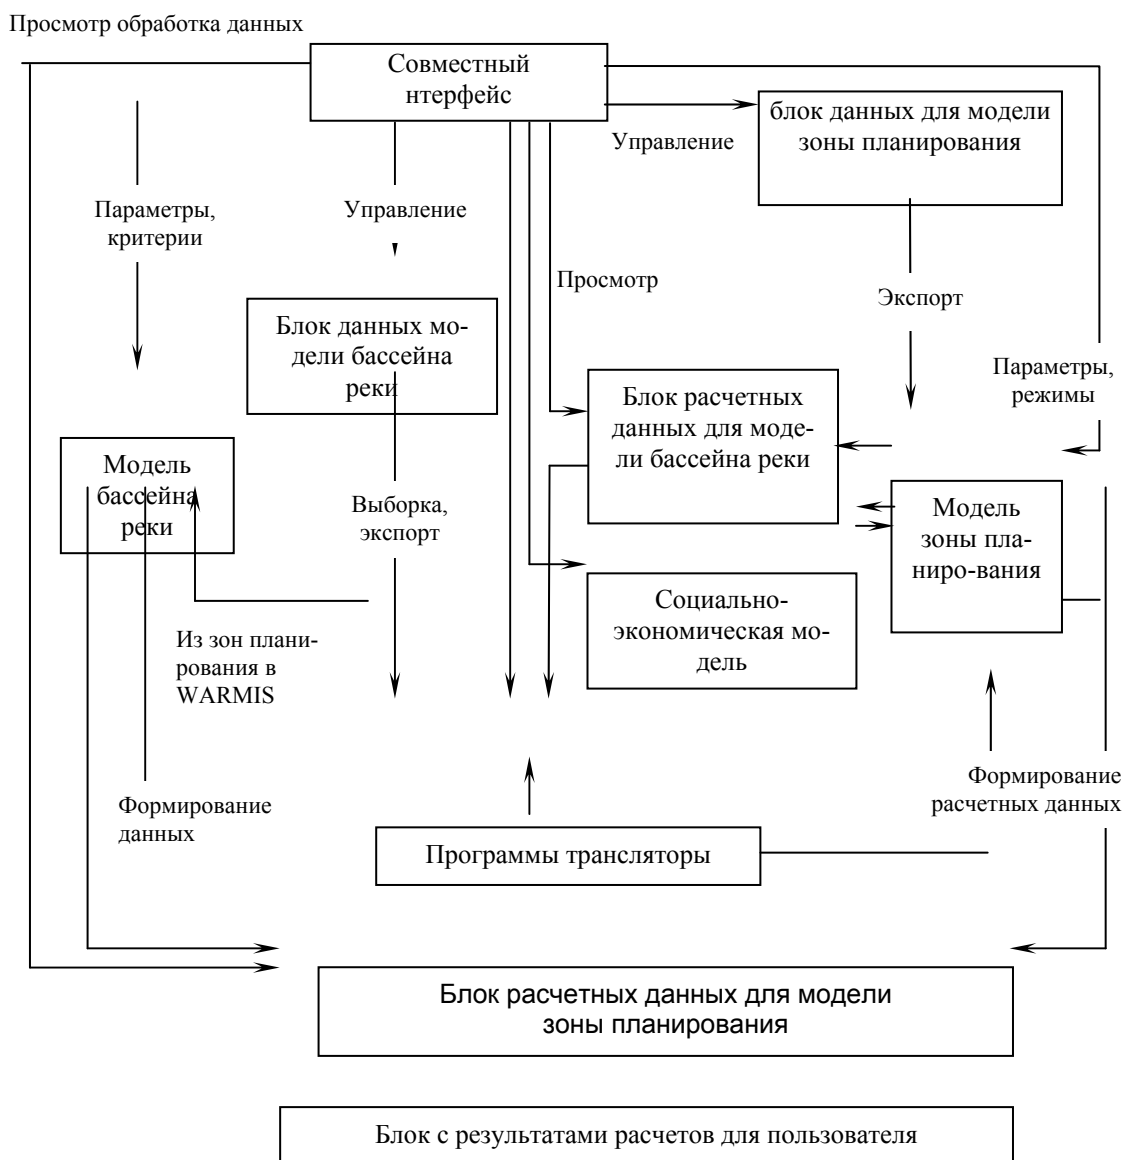 Просмотр обработка данных
Совместный
нтерфейс
блок данных для модели
зоны планирования
Управление
Параметры,
критерии
Управление
Просмотр
Экспорт
Блок данных мо-
дели бассейна
реки
Параметры,
режимы
Блок расчетных
данных для моде-
ли бассейна реки
Модель
бассейна
реки
Выборка,
экспорт
Модель
зоны пла-
ниро-вания
Социально-
экономическая мо-
дель
Из зон плани-
рования в
WARMIS
Формирование
данных
Формирование
расчетных данных
Программы трансляторы
Блок расчетных данных для модели
зоны планирования
Блок с результатами расчетов для пользователя